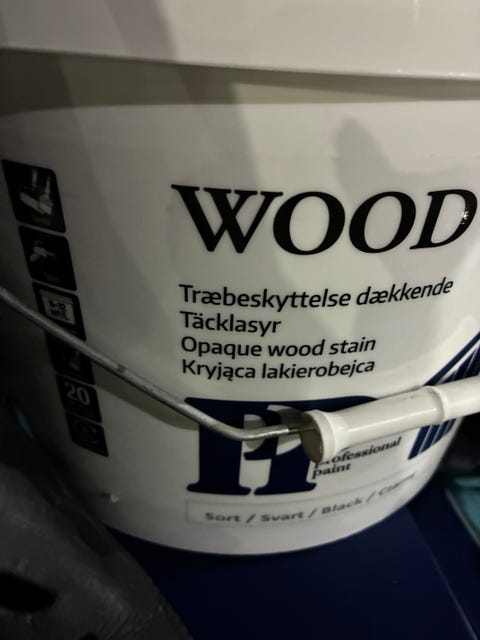 WOOD
Træbeskyttelse dækkende
Täcklasyr
Opaque wood stain
Kryjąca lakierobejca
professional
paint
Sort / Svart / Black /
20